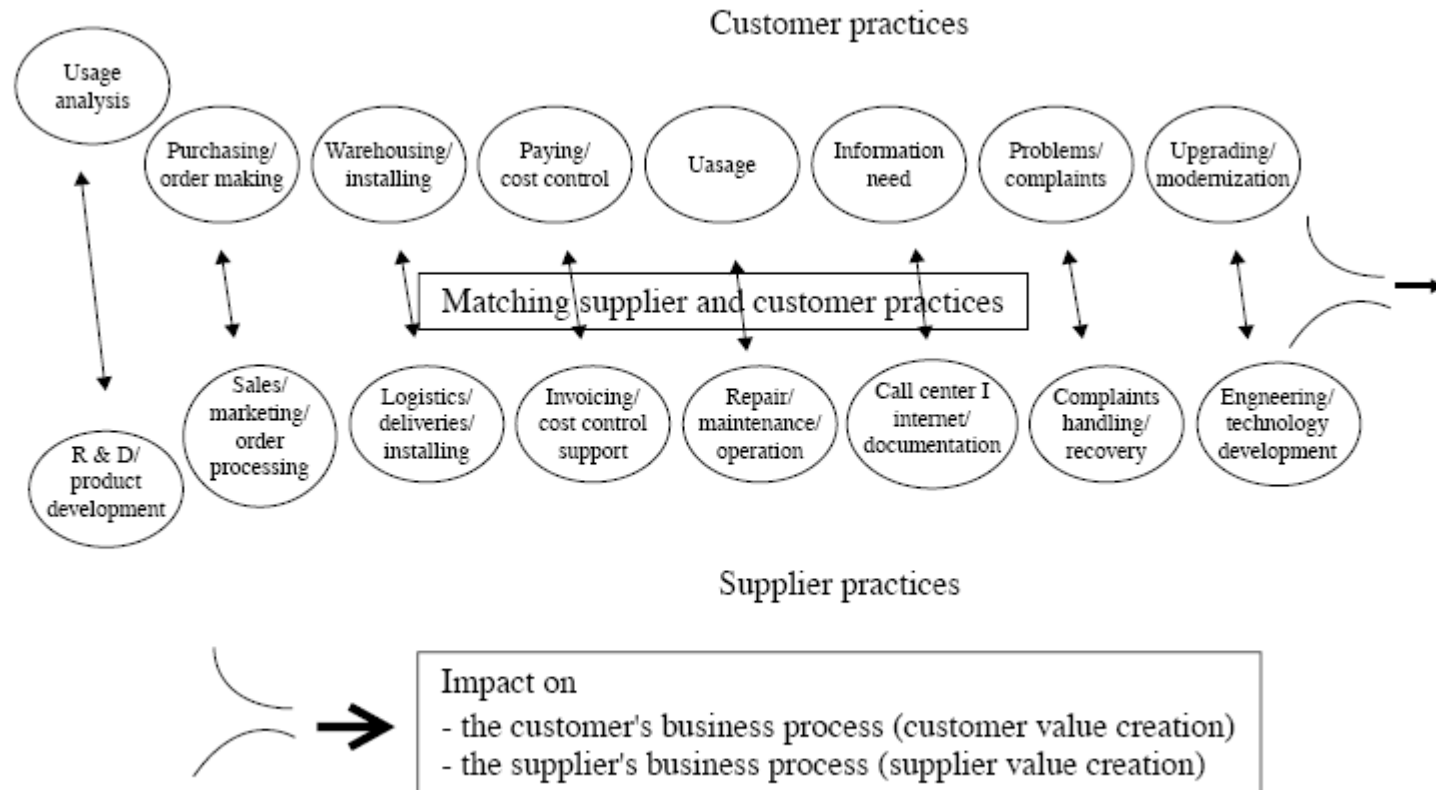 Customer practices
Usage
analysis
Purchasing/
order making
Warehousing/
installing
Paying/
cost control
Uasage
Information
need
Problems/
complaints
Upgrading/
modernization
Matching supplier and customer practices
R & D/
product
development
Sales/
marketing/
order
processing
Logistics/
deliveries/
installing
Invoicing/
cost control
support
Repair/
maintenance/
operation
Call center I
internet/
documentation
Complaints
handling/
recovery
Engneering/
technology
development
Supplier practices
Impact on
- the customer's business process (customer value creation)
- the supplier's business process (supplier value creation)